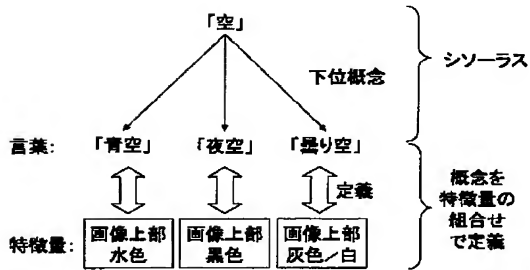 「空」
下位概念
シソーラス
言葉:
「青空」
「夜空」
「曇り空」
定義
概念を
特徴量の
組合せ
で定義
特徴量:
画像上部
水色
画像上部
黒色
画像上部
灰色/白